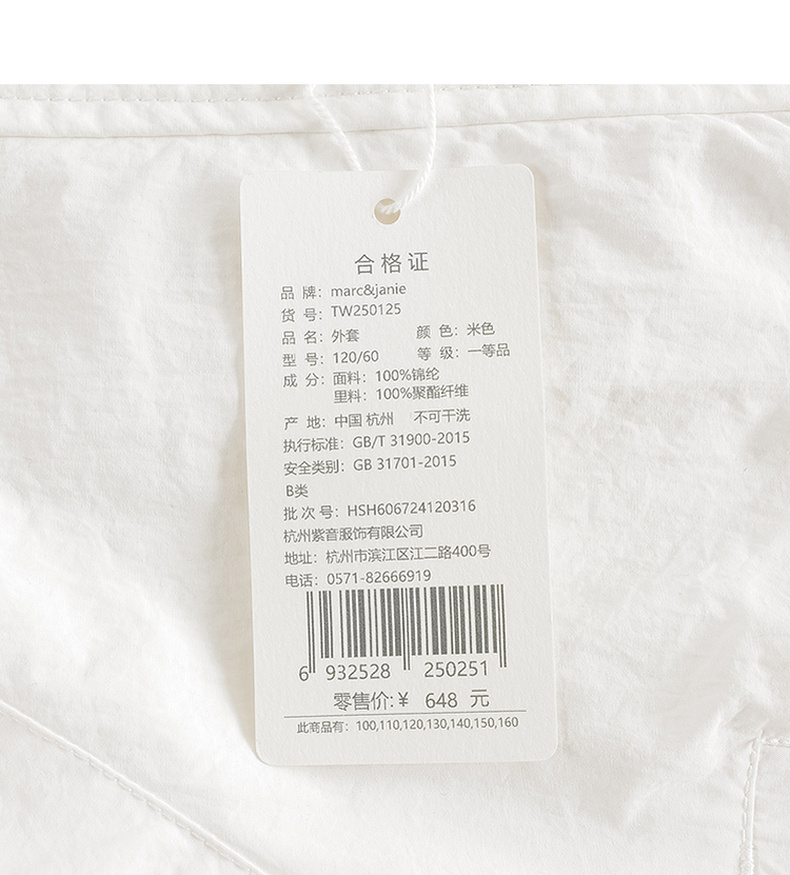 合格证
品 牌：marc&janie
货 号：TW250125
品 名：外套 颜 色：米色
型 号：120/60 等 级：一等品
成 分：面料：100%锦纶
里料：100%聚酯纤维
产 地：中国 杭州 不可干洗
执行标准：GB/T 31900-2015
安全类别：GB 31701-2015
B类
批 次 号：HSH606724120316
杭州紫音服饰有限公司
地址：杭州市滨江区江二路400号
电话：0571-82666919
6 932528 250251
零售价:￥ 648 元
此商品有：100,110,120,130,140,150,160